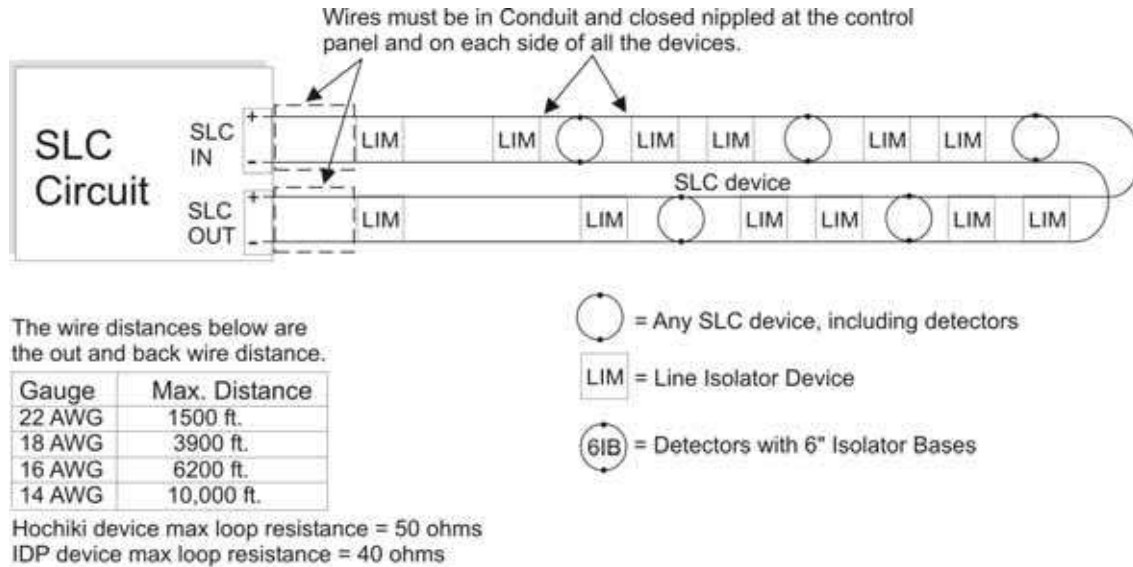 Wires must be in Conduit and closed nippled at the control
panel and on each side of all the devices.
SLC
Circuit
SLC
IN
+
-
LIM LIM LIM LIM LIM LIM
SLC device
SLC
OUT
+
-
LIM LIM LIM LIM LIM LIM
The wire distances below are
the out and back wire distance.
Gauge Max. Distance
22 AWG 1500 ft.
18 AWG 3900 ft.
16 AWG 6200 ft.
14 AWG 10,000 ft.
Hochiki device max loop resistance = 50 ohms
IDP device max loop resistance = 40 ohms
= Any SLC device, including detectors
LIM = Line Isolator Device
6IB = Detectors with 6" Isolator Bases